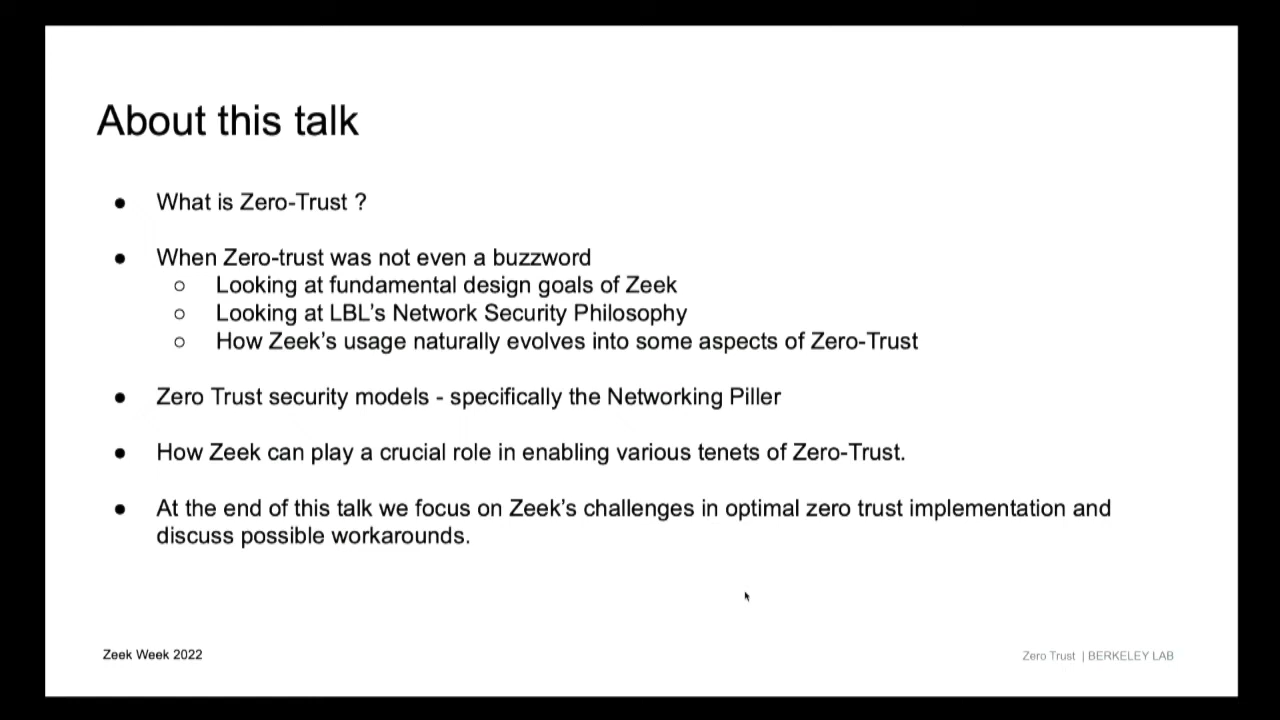 About this talk
● What is Zero-Trust ?
● When Zero-trust was not even a buzzword
○ Looking at fundamental design goals of Zeek
○ Looking at LBL's Network Security Philosophy
○ How Zeek's usage naturally evolves into some aspects of Zero-Trust
● Zero Trust security models - specifically the Networking Piller
● How Zeek can play a crucial role in enabling various tenets of Zero-Trust.
● At the end of this talk we focus on Zeek's challenges in optimal zero trust implementation and
discuss possible workarounds.
Zeek Week 2022
Zero Trust | BERKELEY LAB